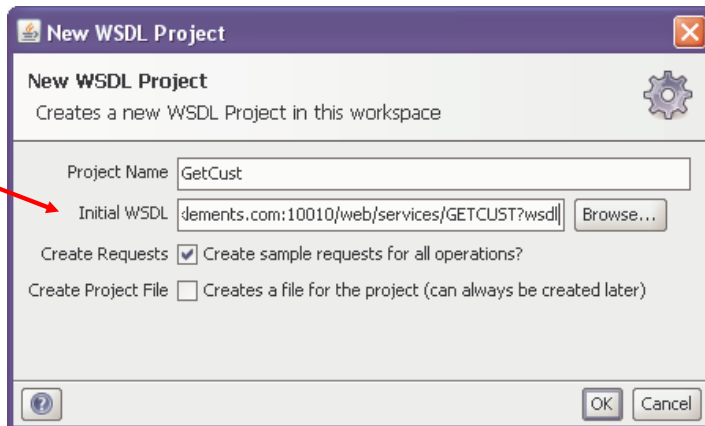 New WSDL Project
New WSDL Project
Creates a new WSDL Project in this workspace
Project Name GetCust
Initial WSDL dements.com:10010/web/services/GETCUST?wsdl Browse...
Create Requests Create sample requests for all operations?
Create Project File Creates a file for the project (can always be created later)
? OK Cancel